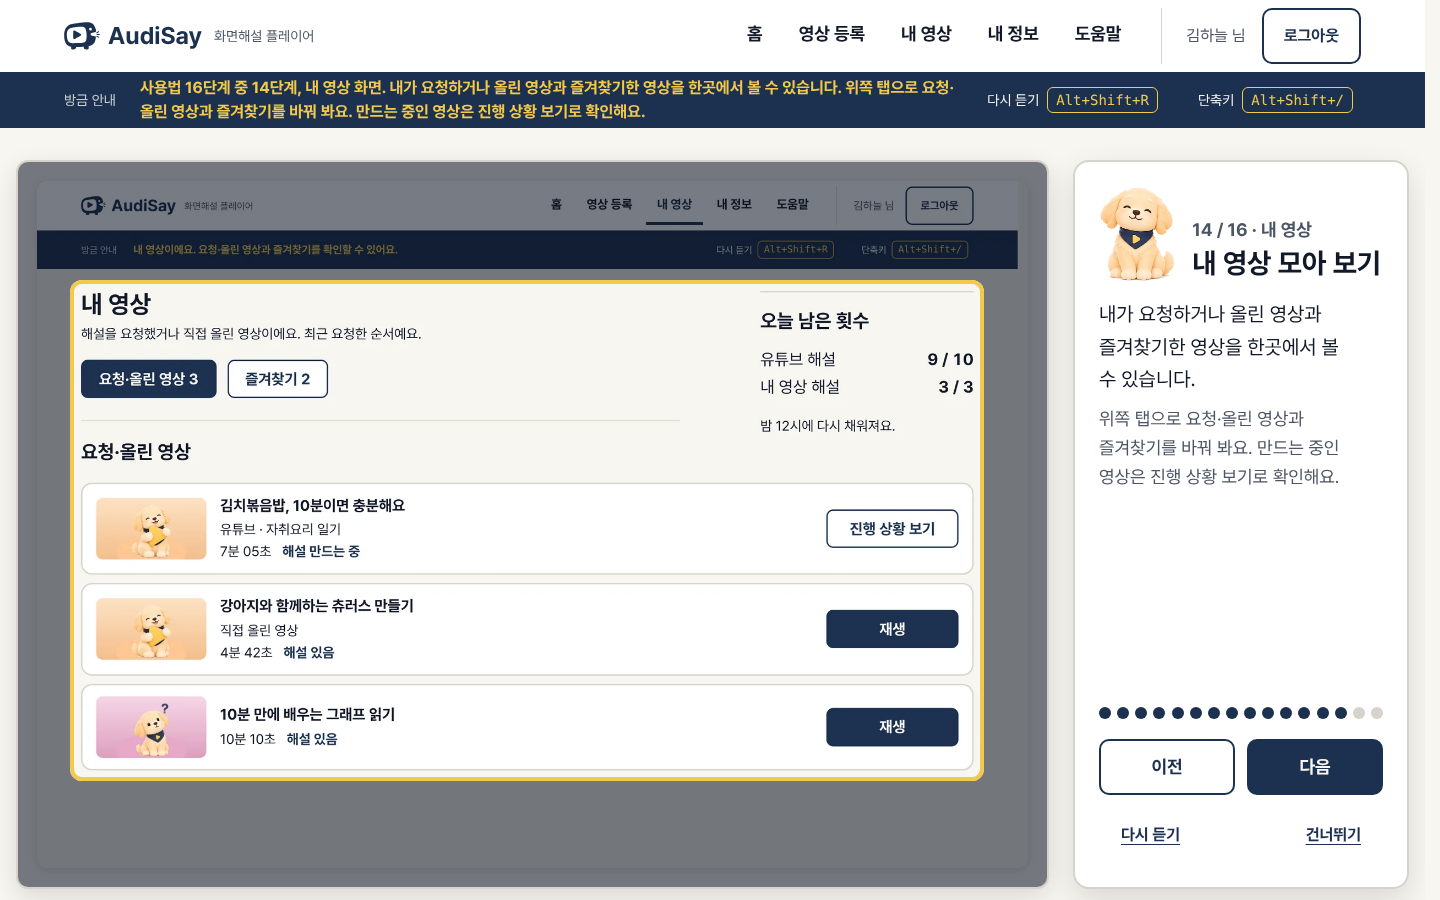 AudiSay 화면해설 플레이어
홈 영상 등록 내 영상 내 정보 도움말 김하늘 님 로그아웃
방금 안내
사용법 16단계 중 14단계, 내 영상 화면. 내가 요청하거나 올린 영상과 즐겨찾기한 영상을 한곳에서 볼 수 있습니다. 위쪽 탭으로 요청·
올린 영상과 즐겨찾기를 바꿔 봐요. 만드는 중인 영상은 진행 상황 보기로 확인해요.
다시 듣기 Alt+Shift+R 단축키 Alt+Shift+/
AudiSay 화면해설 플레이어
홈 영상 등록 내 영상 내 정보 도움말 김하늘 님 로그아웃
방금 안내 내 영상이에요. 요청·올린 영상과 즐겨찾기를 확인할 수 있어요. 다시 듣기 Alt+Shift+R 단축키 Alt+Shift+/
내 영상
해설을 요청했거나 직접 올린 영상이에요. 최근 요청한 순서예요.
요청·올린 영상 3 즐겨찾기 2
오늘 남은 횟수
유튜브 해설 9 / 10
내 영상 해설 3 / 3
밤 12시에 다시 채워져요.
요청·올린 영상
김치볶음밥, 10분이면 충분해요
유튜브 · 자취요리 일기
7분 05초 해설 만드는 중
진행 상황 보기
강아지와 함께하는 츄러스 만들기
직접 올린 영상
4분 42초 해설 있음
재생
?
10분 만에 배우는 그래프 읽기
10분 10초 해설 있음
재생
14 / 16 · 내 영상
내 영상 모아 보기
내가 요청하거나 올린 영상과
즐겨찾기한 영상을 한곳에서 볼
수 있습니다.
위쪽 탭으로 요청·올린 영상과
즐겨찾기를 바꿔 봐요. 만드는 중인
영상은 진행 상황 보기로 확인해요.
이전 다음
다시 듣기 건너뛰기